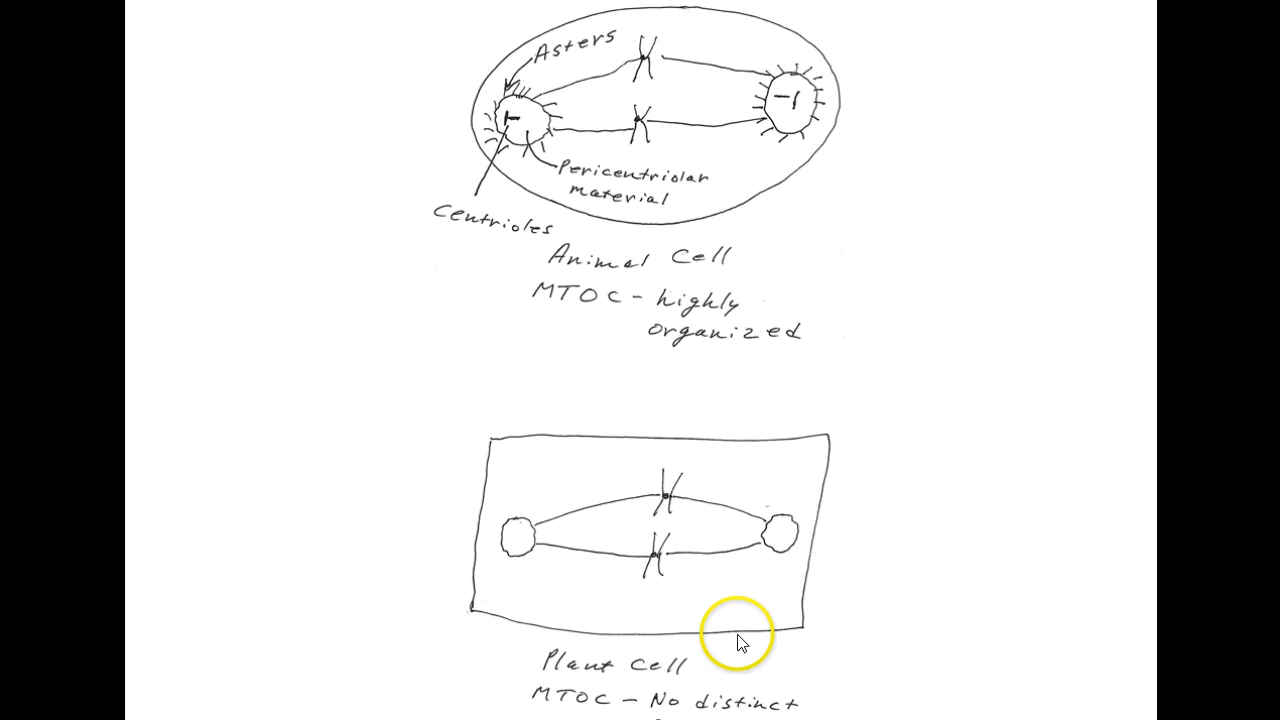 Asters
Pericentriolar
material
Centrioles
Animal Cell
MTOC - highly
organized
Plant Cell
MTOC - No distinct